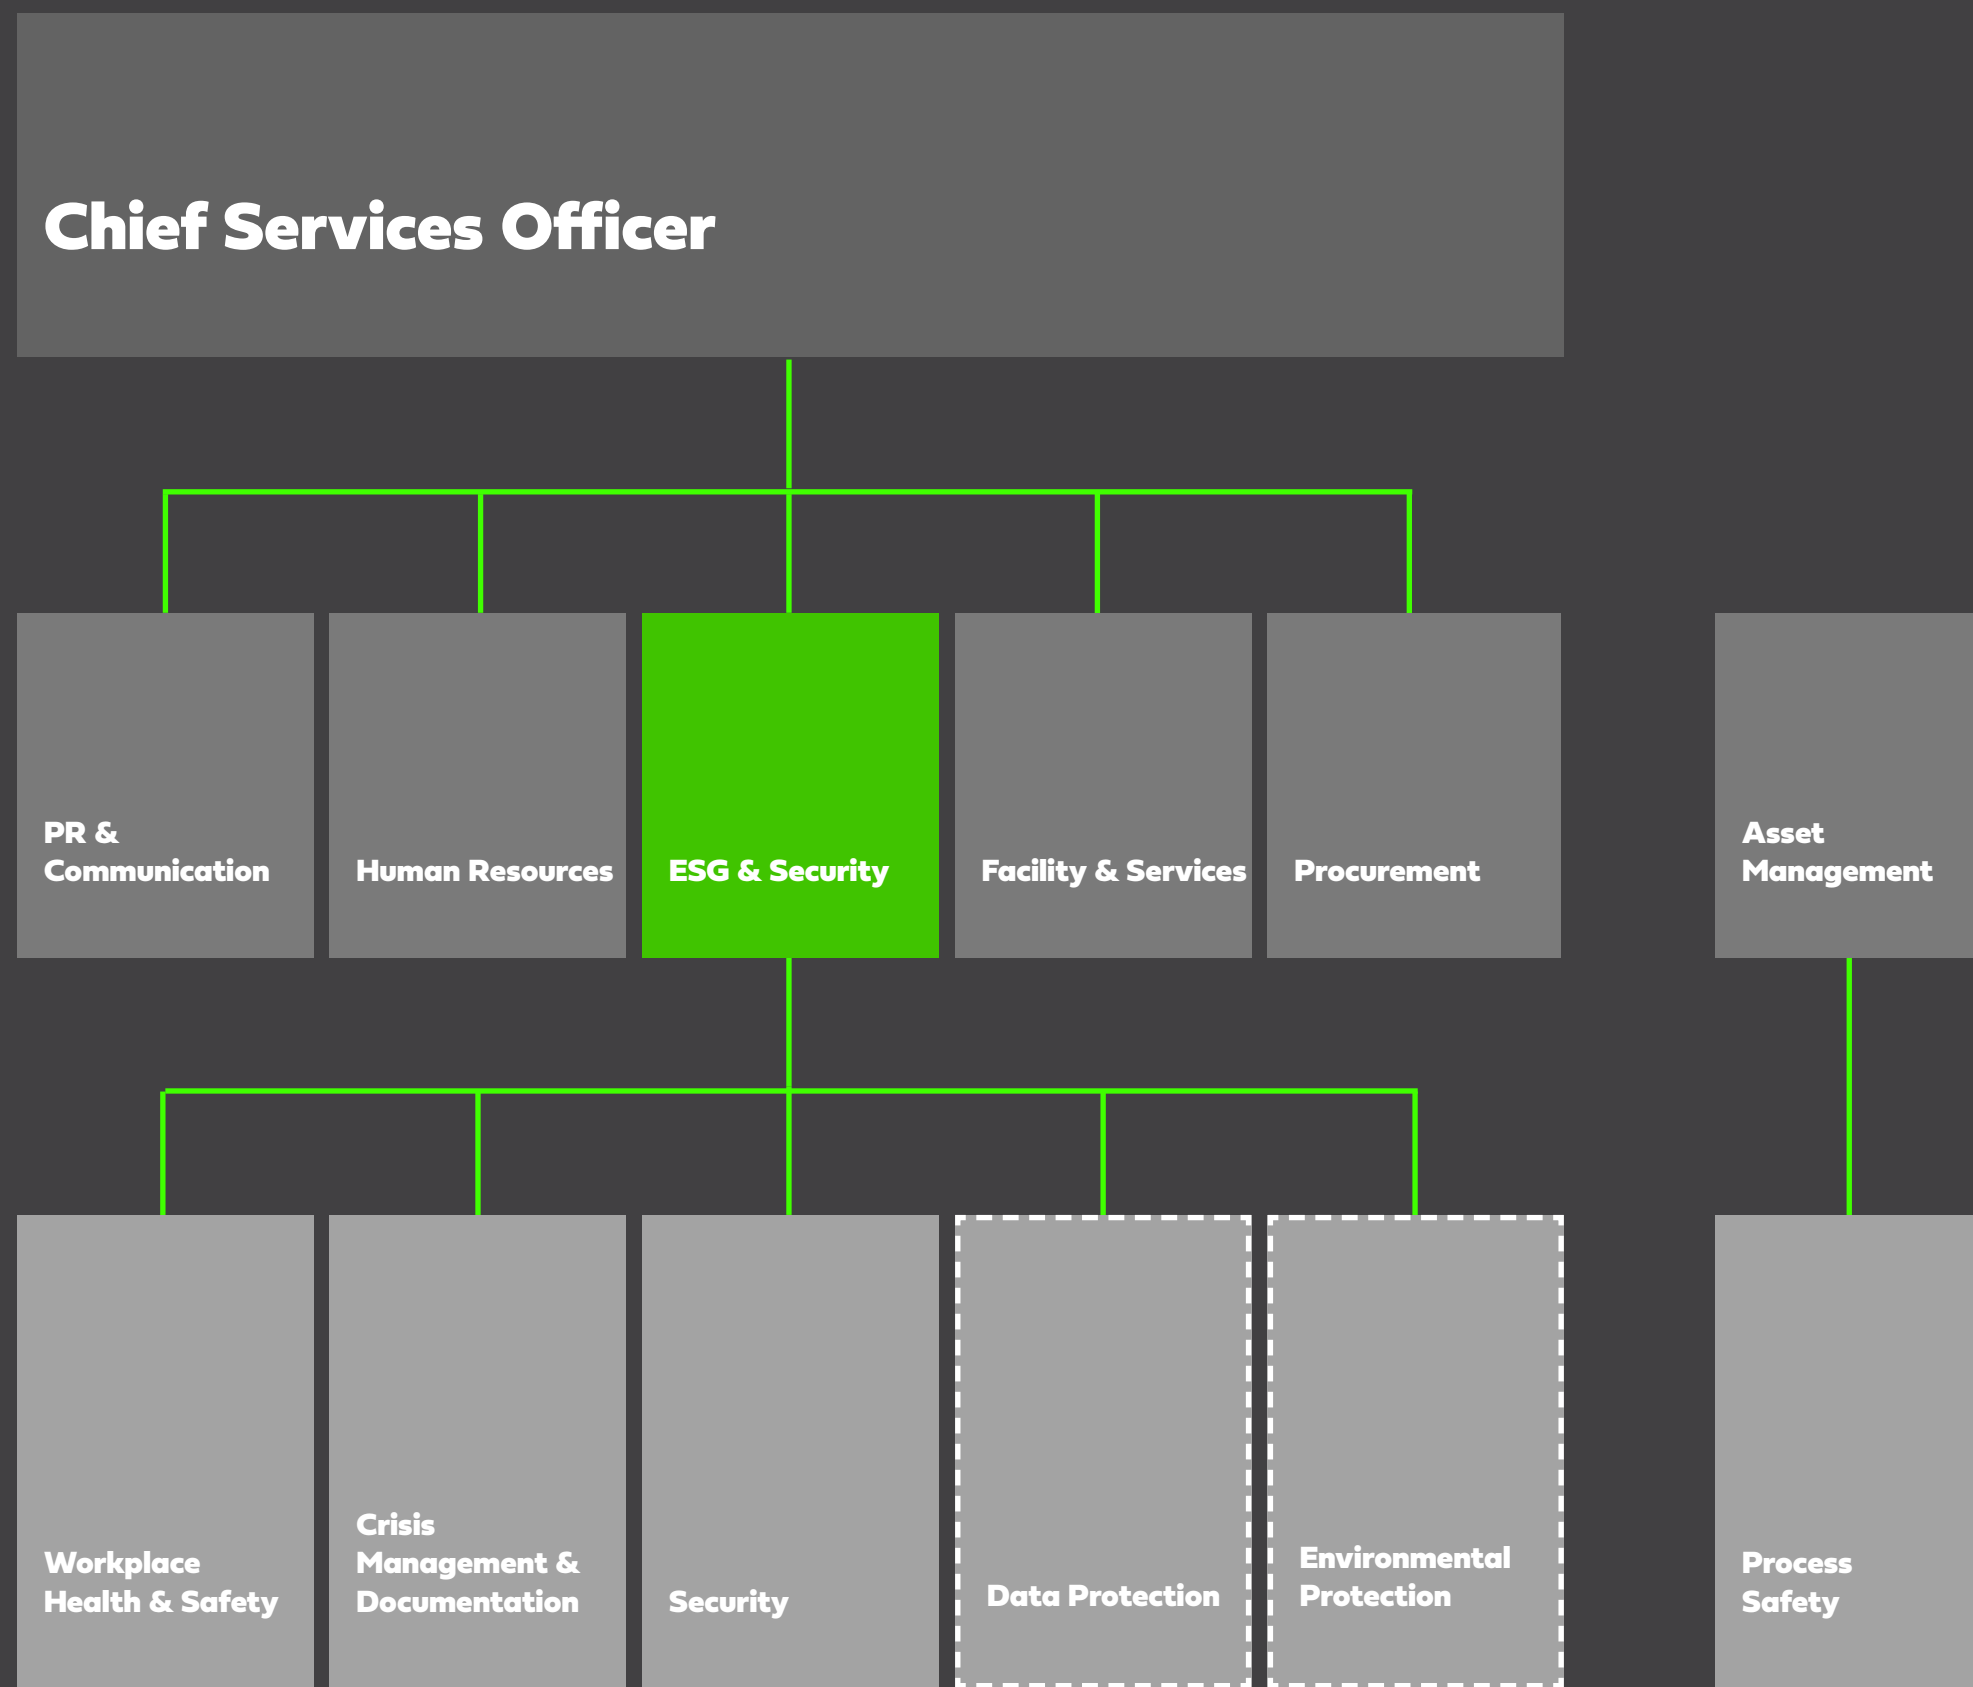 Chief Services Officer
PR &
Communication
Human Resources
ESG & Security
Facility & Services
Procurement
Asset
Management
Workplace
Health & Safety
Crisis
Management &
Documentation
Security
Data Protection
Environmental
Protection
Process
Safety